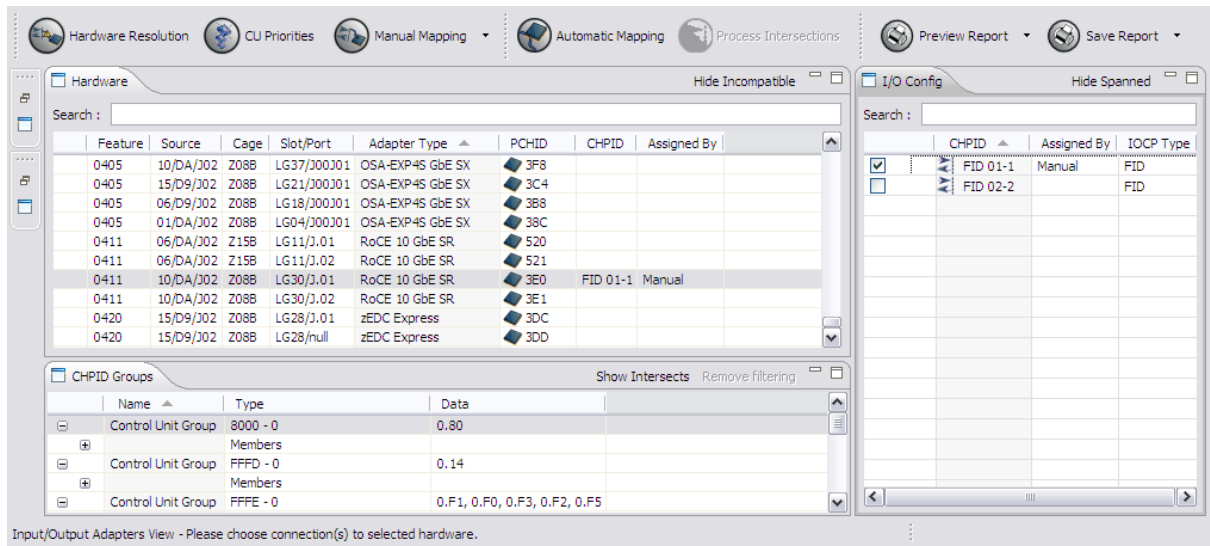 Hardware Resolution CU Priorities Manual Mapping Automatic Mapping Process Intersections Preview Report Save Report
Hardware Hide Incompatible
Search :
Feature Source Cage Slot/Port Adapter Type PCHID CHPID Assigned By
0405 10/DA/J02 Z08B LG37/J00J01 OSA-EXP4S GbE SX 3F8
0405 15/D9/J02 Z08B LG21/J00J01 OSA-EXP4S GbE SX 3C4
0405 06/D9/J02 Z08B LG18/J00J01 OSA-EXP4S GbE SX 3B8
0405 01/DA/J02 Z08B LG04/J00J01 OSA-EXP4S GbE SX 38C
0411 06/DA/J02 Z15B LG11/J.01 RoCE 10 GbE SR 520
0411 06/DA/J02 Z15B LG11/J.02 RoCE 10 GbE SR 521
0411 10/DA/J02 Z08B LG30/J.01 RoCE 10 GbE SR 3E0 FID 01-1 Manual
0411 10/DA/J02 Z08B LG30/J.02 RoCE 10 GbE SR 3E1
0420 15/D9/J02 Z08B LG28/J.01 zEDC Express 3DC
0420 15/D9/J02 Z08B LG28/null zEDC Express 3DD
CHPID Groups Show Intersects Remove filtering
Name Type Data
Control Unit Group 8000 - 0 0.80
Members
Control Unit Group FFFD - 0 0.14
Members
Control Unit Group FFFE - 0 0.F1, 0.F0, 0.F3, 0.F2, 0.F5
I/O Config Hide Spanned
Search :
CHPID Assigned By IOCP Type
FID 01-1 Manual FID
FID 02-2 FID
Input/Output Adapters View - Please choose connection(s) to selected hardware.